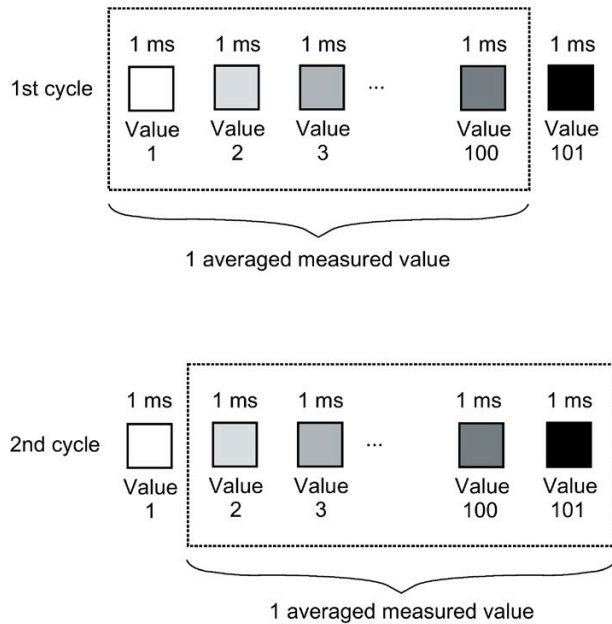 1 ms 1 ms 1 ms 1 ms 1 ms
1st cycle ...
Value Value Value Value Value
1 2 3 100 101
1 averaged measured value
1 ms 1 ms 1 ms 1 ms 1 ms
2nd cycle ...
Value Value Value Value Value
1 2 3 100 101
1 averaged measured value